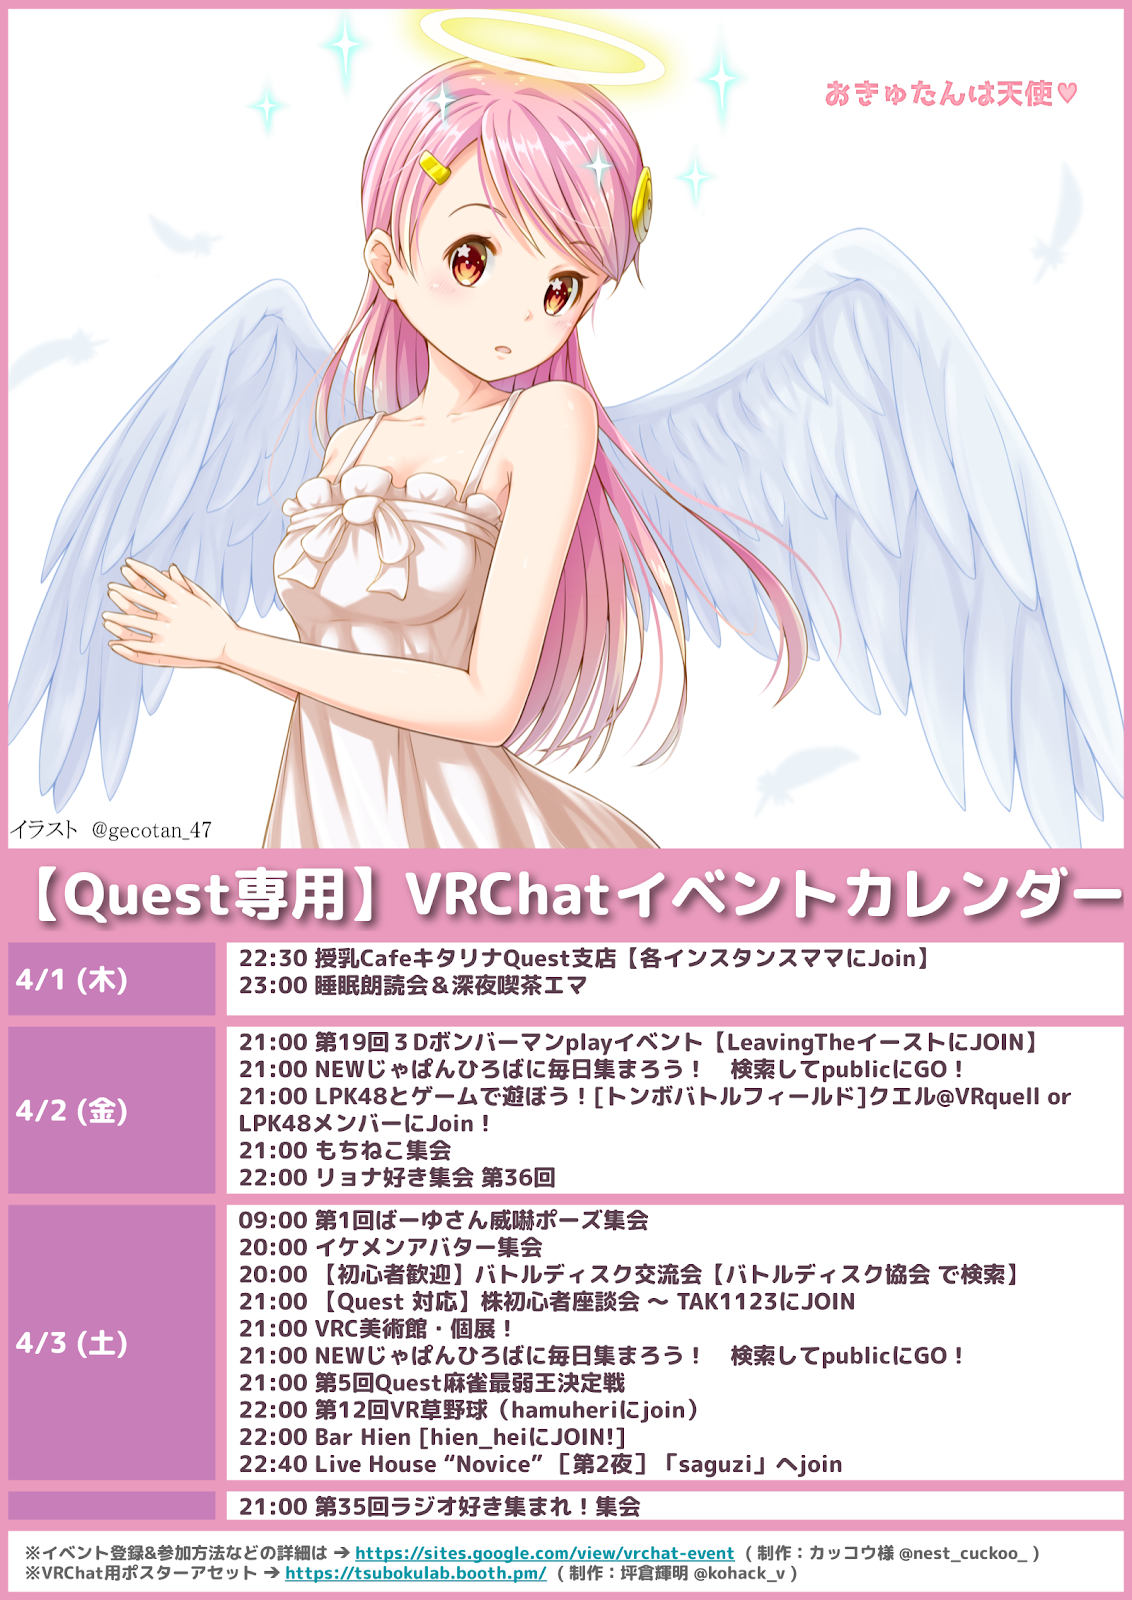 おきゅたんは天使♥
イラスト @gecotan_47
【Quest専用】VRChatイベントカレンダー
4/1 (木)
22:30 授乳CafeキタリナQuest支店【各インスタンスママにJoin】
23:00 睡眠朗読会＆深夜喫茶エマ
4/2 (金)
21:00 第19回３Dボンバーマンplayイベント【LeavingTheイーストにJOIN】
21:00 NEWじゃぱんひろばに毎日集まろう！　検索してpublicにGO！
21:00 LPK48とゲームで遊ぼう！[トンボバトルフィールド]クエル@VRquell or
LPK48メンバーにJoin！
21:00 もちねこ集会
22:00 リョナ好き集会 第36回
4/3 (土)
09:00 第1回ばーゆさん威嚇ポーズ集会
20:00 イケメンアバター集会
20:00 【初心者歓迎】バトルディスク交流会【バトルディスク協会 で検索】
21:00 【Quest 対応】株初心者座談会 ～ TAK1123にJOIN
21:00 VRC美術館・個展！
21:00 NEWじゃぱんひろばに毎日集まろう！　検索してpublicにGO！
21:00 第5回Quest麻雀最弱王決定戦
22:00 第12回VR草野球（hamuheriにjoin）
22:00 Bar Hien [hien_heiにJOIN!]
22:40 Live House “Novice” ［第2夜］「saguzi」へjoin
21:00 第35回ラジオ好き集まれ！集会
※イベント登録&参加方法などの詳細は → https://sites.google.com/view/vrchat-event ( 制作：カッコウ様 @nest_cuckoo_ )
※VRChat用ポスターアセット → https://tsubokulab.booth.pm/ ( 制作：坪倉輝明 @kohack_v )